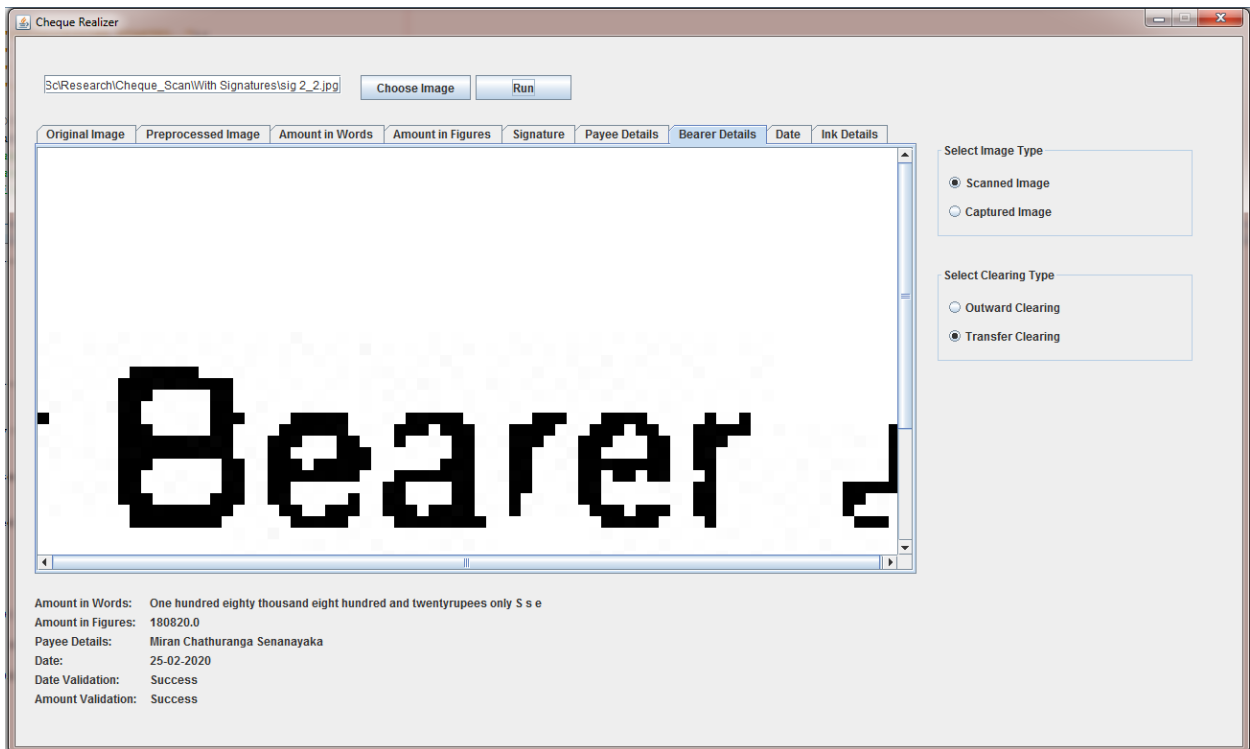 Cheque Realizer
Sc\Research\Cheque_Scan\With Signatures\sig 2_2.jpg Choose Image Run
Original Image Preprocessed Image Amount in Words Amount in Figures Signature Payee Details Bearer Details Date Ink Details
Select Image Type
Scanned Image
Captured Image
Select Clearing Type
Outward Clearing
Transfer Clearing
Bearer
Amount in Words: One hundred eighty thousand eight hundred and twentyrupees only S s e
Amount in Figures: 180820.0
Payee Details: Miran Chathuranga Senanayaka
Date: 25-02-2020
Date Validation: Success
Amount Validation: Success